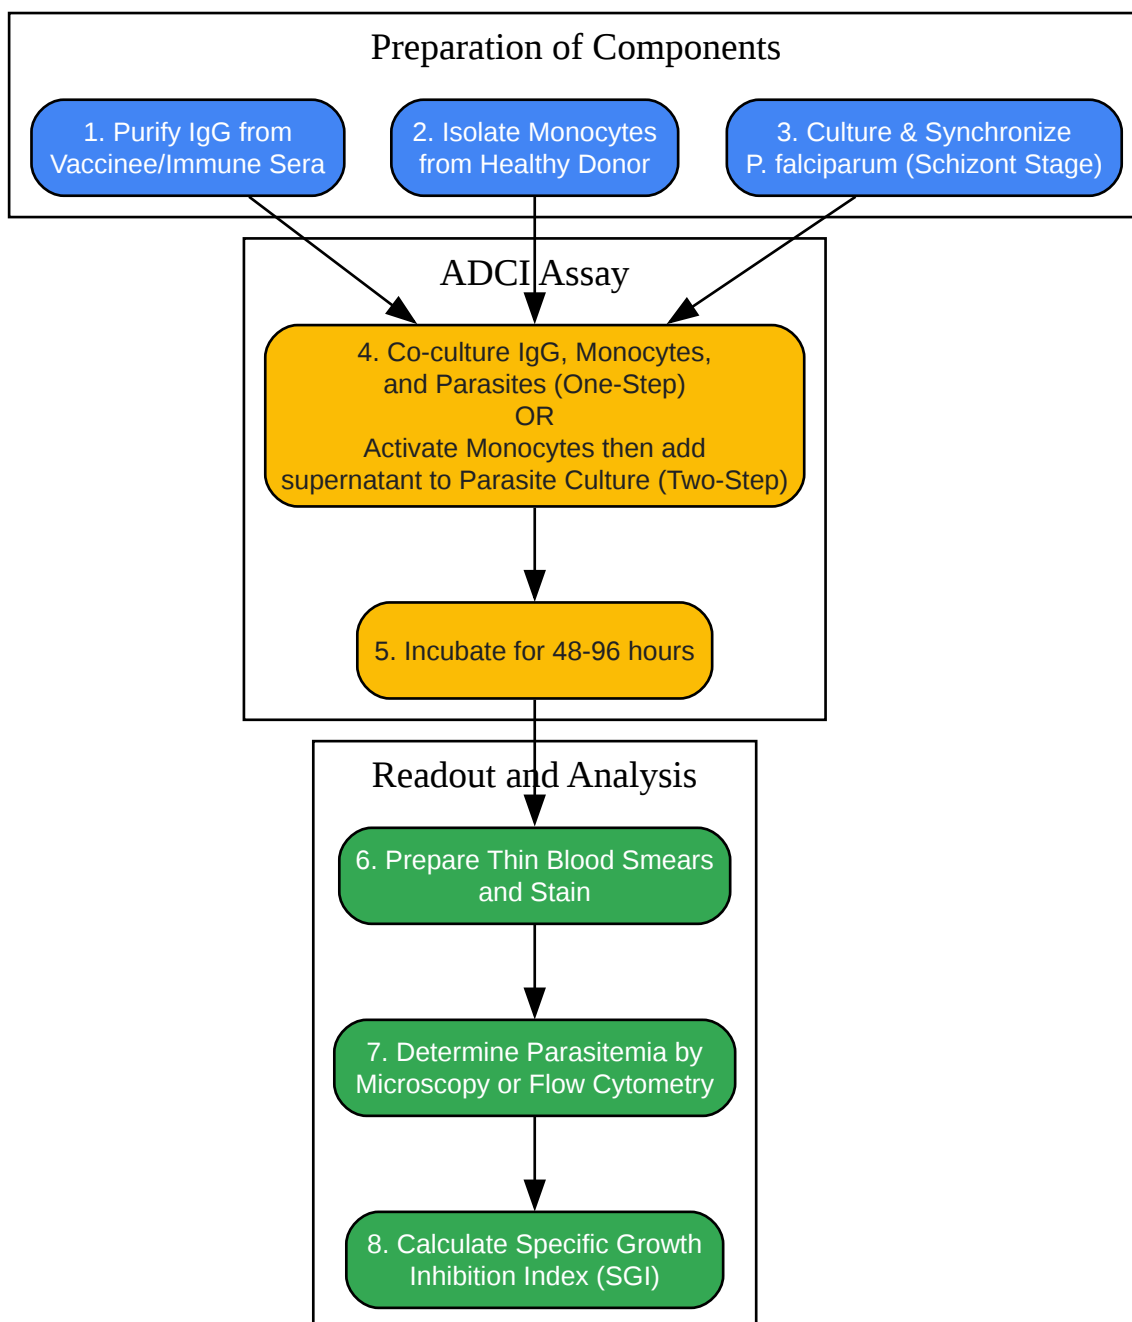 Preparation of Components
1. Purify IgG from
Vaccinee/Immune Sera
2. Isolate Monocytes
from Healthy Donor
3. Culture & Synchronize
P. falciparum (Schizont Stage)
ADCI Assay
4. Co-culture IgG, Monocytes,
and Parasites (One-Step)
OR
Activate Monocytes then add
supernatant to Parasite Culture (Two-Step)
5. Incubate for 48-96 hours
Readout and Analysis
6. Prepare Thin Blood Smears
and Stain
7. Determine Parasitemia by
Microscopy or Flow Cytometry
8. Calculate Specific Growth
Inhibition Index (SGI)